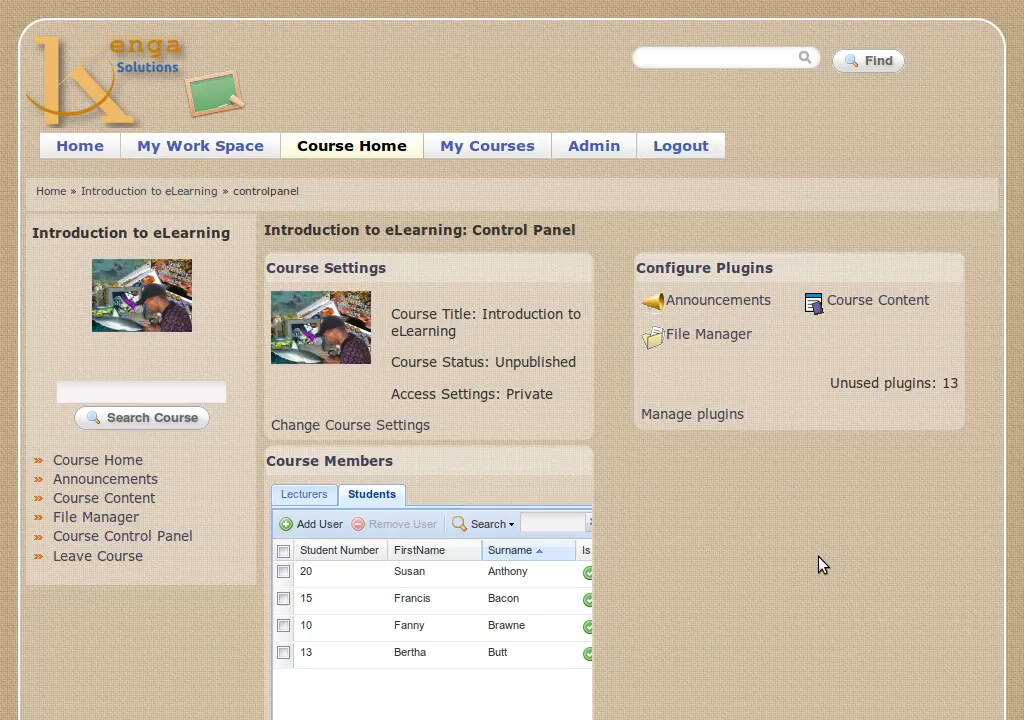 enga
Solutions
Find
Home
My Work Space
Course Home
My Courses
Admin
Logout
Home » Introduction to eLearning » controlpanel
Introduction to eLearning
Search Course
Course Home
Announcements
Course Content
File Manager
Course Control Panel
Leave Course
Introduction to eLearning: Control Panel
Course Settings
Course Title: Introduction to
eLearning
Course Status: Unpublished
Access Settings: Private
Change Course Settings
Course Members
Lecturers
Students
Add User
Remove User
Search
Student Number FirstName Surname Is
20 Susan Anthony
15 Francis Bacon
10 Fanny Brawne
13 Bertha Butt
Configure Plugins
Announcements
Course Content
File Manager
Unused plugins: 13
Manage plugins